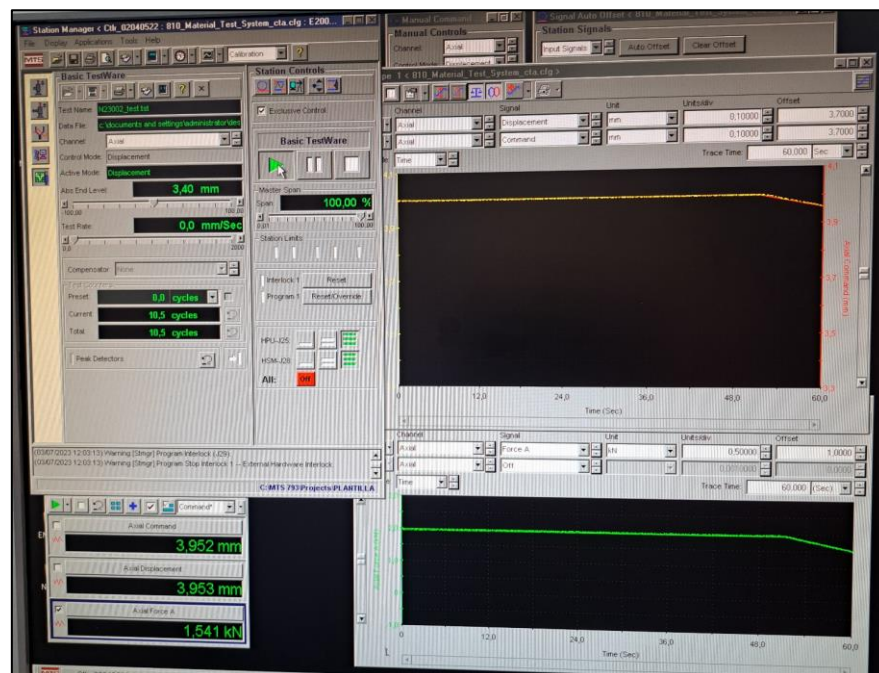 Station Manager < Ctb_02040522 : 810_Material_Test_System_cta.cfg > : E200...
File Display Applications Tools Help
MTS
Calibration
Basic TestWare
Test Name: N23002_test.tst
Data File: c:\documents and settings\administrator\des
Channel: Axial
Control Mode: Displacement
Active Mode: Displacement
Abs End Level: 3,40 mm
-100,00 100,00
Test Rate: 0,0 mm/Sec
0,0 2000
Compensator: None
Test Counters
Preset: 0,0 cycles
Current: 10,5 cycles
Total: 10,5 cycles
Peak Detectors
Station Controls
Exclusive Control
Basic TestWare
Master Span
Span: 100,00 %
0,01 100,00
Station Limits
Interlock 1 Reset
Program 1 Reset/Override
HPU-J25:
HSM-J28:
All: Off
(03/07/2023 12:03:13) Warning [Stmgr] Program Interlock (J29).
(03/07/2023 12:03:13) Warning [Stmgr] Program Stop Interlock 1 -- External Hardware Interlock.
C:\MTS 793\Projects\PLANTILLA
Command*
Axial Command
3,952 mm
Axial Displacement
3,953 mm
Axial Force A
1,541 kN
- Manual Command
Manual Controls
Channel: Axial
Control Mode: Displacement
Signal Auto Offset < 810_Material_Test_System_cta.cfg >
Station Signals
Input Signals Auto Offset Clear Offset
pe 1 < 810_Material_Test_System_cta.cfg >
Channel Signal Unit Units/div Offset
Axial Displacement mm 0,10000 3,7000
Axial Command mm 0,10000 3,7000
Time Trace Time: 60.000 Sec
4,1
3,9
3,7
3,5
3,3
Axial Command (mm)
0 12,0 24,0 36,0 48,0 60,0
Time (Sec)
Channel Signal Unit Units/div Offset
Axial Force A kN 0,50000 1,0000
Axial Off 0.0000
Time Trace Time: 60.000 (Sec)
0 12,0 24,0 36,0 48,0 60,0
Time (Sec)